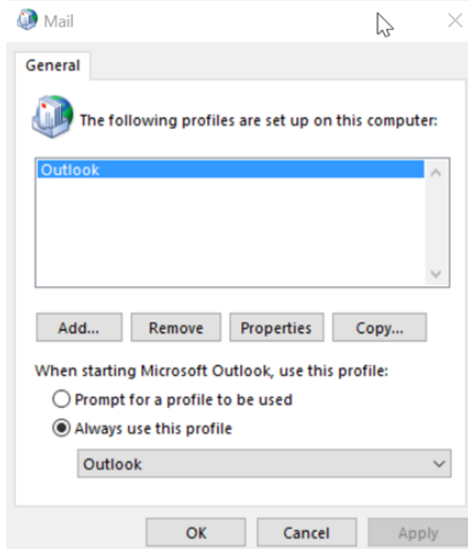 Mail
General
The following profiles are set up on this computer:
Outlook
Add...
Remove
Properties
Copy...
When starting Microsoft Outlook, use this profile:
Prompt for a profile to be used
Always use this profile
Outlook
OK
Cancel
Apply